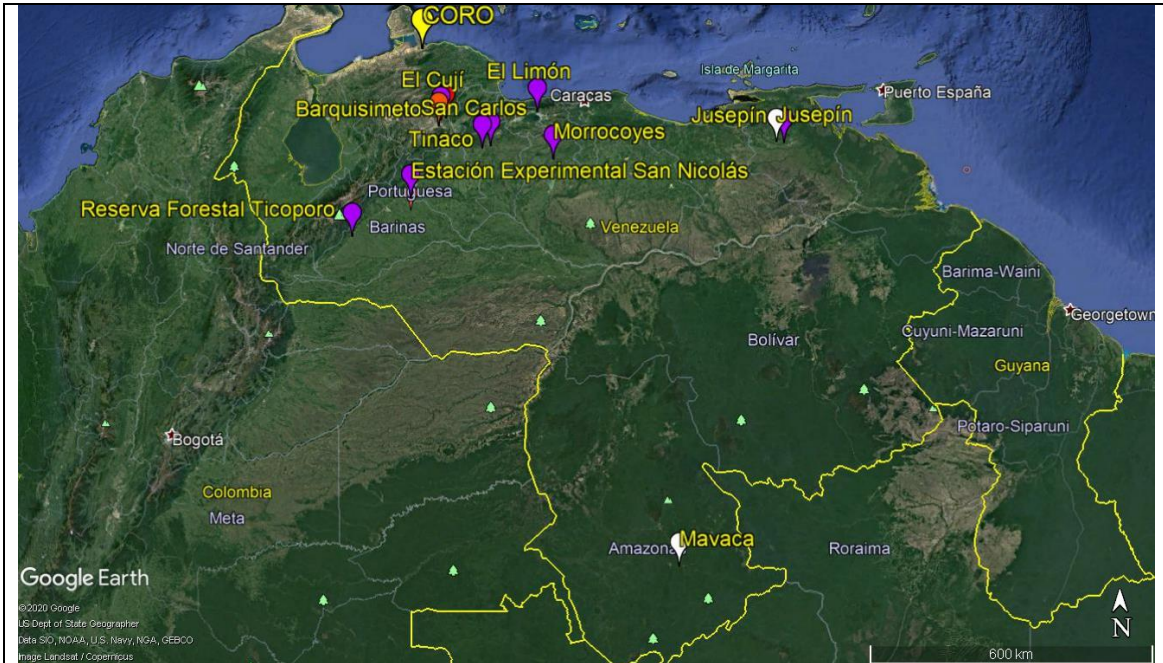 CORO
El Cují
El Limón
Isla de Margarita
Caracas
Puerto España
Barquisimeto
San Carlos
Jusepín
Jusepín
Tinaco
Morrocoyes
Estación Experimental San Nicolás
Portuguesa
Reserva Forestal Ticoporo
Barinas
Venezuela
Norte de Santander
Barima-Waini
Georgetown
Cuyuni-Mazaruni
Bolívar
Guyana
Potaro-Siparuni
Bogotá
Colombia
Meta
Mavaca
Amazona
Roraima
Google Earth
©2020 Google
US Dept of State Geographer
Data SIO, NOAA, U.S. Navy, NGA, GEBCO
Image Landsat / Copernicus
N
600 km